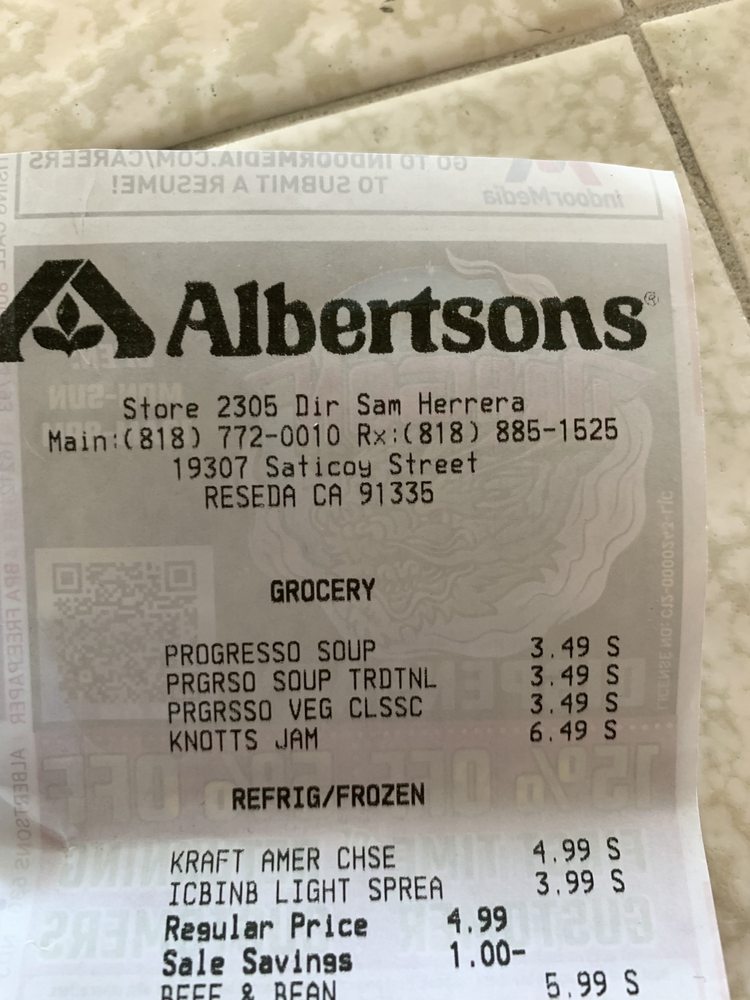 GO TO INDOORMEDIA.COM/CAREERS
TO SUBMIT A RESUME!
IndoorMedia
Albertsons®
Store 2305 Dir Sam Herrera
Main:(818) 772-0010 Rx:(818) 885-1525
19307 Saticoy Street
RESEDA CA 91335
GROCERY
PROGRESSO SOUP 3.49 S
PRGRSO SOUP TRDTNL 3.49 S
PRGRSSO VEG CLSSC 3.49 S
KNOTTS JAM 6.49 S
REFRIG/FROZEN
KRAFT AMER CHSE 4.99 S
ICBINB LIGHT SPREA 3.99 S
Regular Price 4.99
Sale Savings 1.00-
BEEF & BEAN 5.99 S